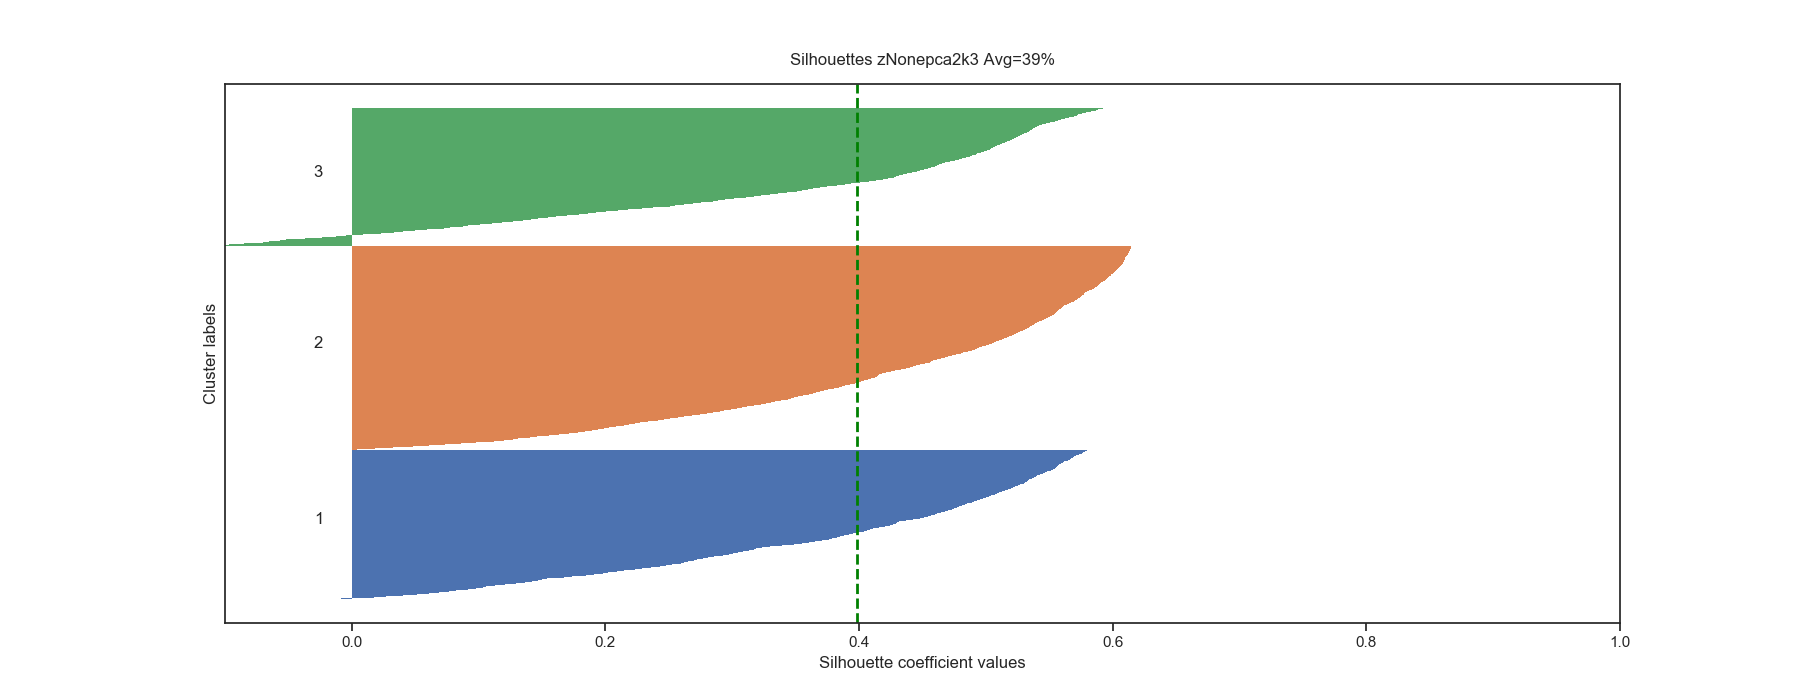 Silhouettes zNonepca2k3 Avg=39%
Cluster labels
3
2
1
0.0 0.2 0.4 0.6 0.8 1.0
Silhouette coefficient values